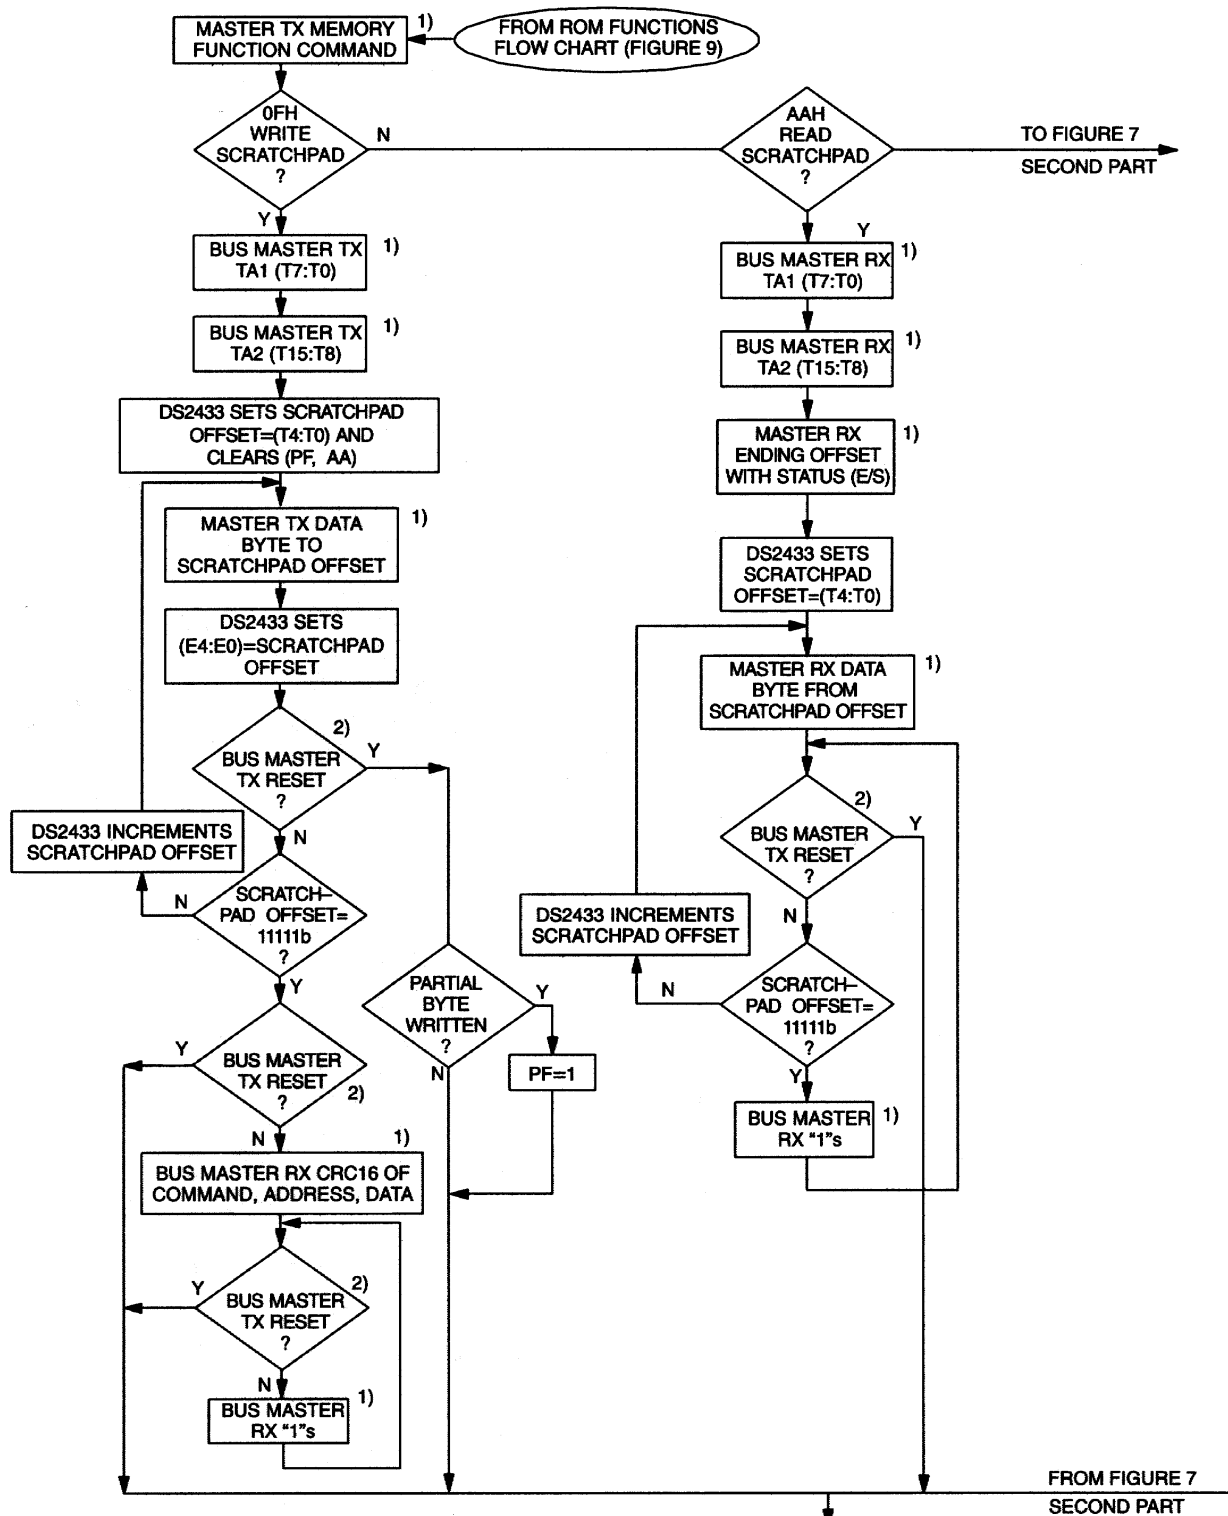 MASTER TX MEMORY
FUNCTION COMMAND
1)
FROM ROM FUNCTIONS
FLOW CHART (FIGURE 9)
0FH
WRITE
SCRATCHPAD
?
N
Y
AAH
READ
SCRATCHPAD
?
TO FIGURE 7
SECOND PART
Y
BUS MASTER TX
TA1 (T7:T0)
1)
BUS MASTER TX
TA2 (T15:T8)
1)
DS2433 SETS SCRATCHPAD
OFFSET=(T4:T0) AND
CLEARS (PF, AA)
MASTER TX DATA
BYTE TO
SCRATCHPAD OFFSET
1)
DS2433 SETS
(E4:E0)=SCRATCHPAD
OFFSET
BUS MASTER
TX RESET
?
2)
Y
N
DS2433 INCREMENTS
SCRATCHPAD OFFSET
SCRATCH–
PAD OFFSET=
11111b
?
N
Y
PARTIAL
BYTE
WRITTEN
?
Y
N
PF=1
BUS MASTER
TX RESET
?
2)
Y
N
BUS MASTER RX CRC16 OF
COMMAND, ADDRESS, DATA
1)
BUS MASTER
TX RESET
?
2)
Y
N
BUS MASTER
RX “1”s
1)
BUS MASTER RX
TA1 (T7:T0)
1)
BUS MASTER RX
TA2 (T15:T8)
1)
MASTER RX
ENDING OFFSET
WITH STATUS (E/S)
1)
DS2433 SETS
SCRATCHPAD
OFFSET=(T4:T0)
MASTER RX DATA
BYTE FROM
SCRATCHPAD OFFSET
1)
BUS MASTER
TX RESET
?
2)
Y
N
DS2433 INCREMENTS
SCRATCHPAD OFFSET
SCRATCH–
PAD OFFSET=
11111b
?
N
Y
BUS MASTER
RX “1”s
1)
FROM FIGURE 7
SECOND PART